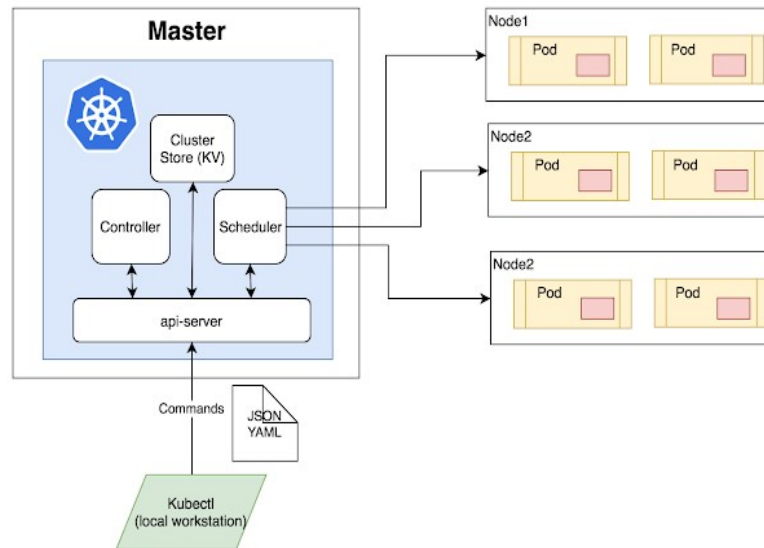 Master
Cluster
Store (KV)
Controller
Scheduler
api-server
Commands
JSON
YAML
Kubectl
(local workstation)
Node1
Pod
Pod
Node2
Pod
Pod
Node2
Pod
Pod